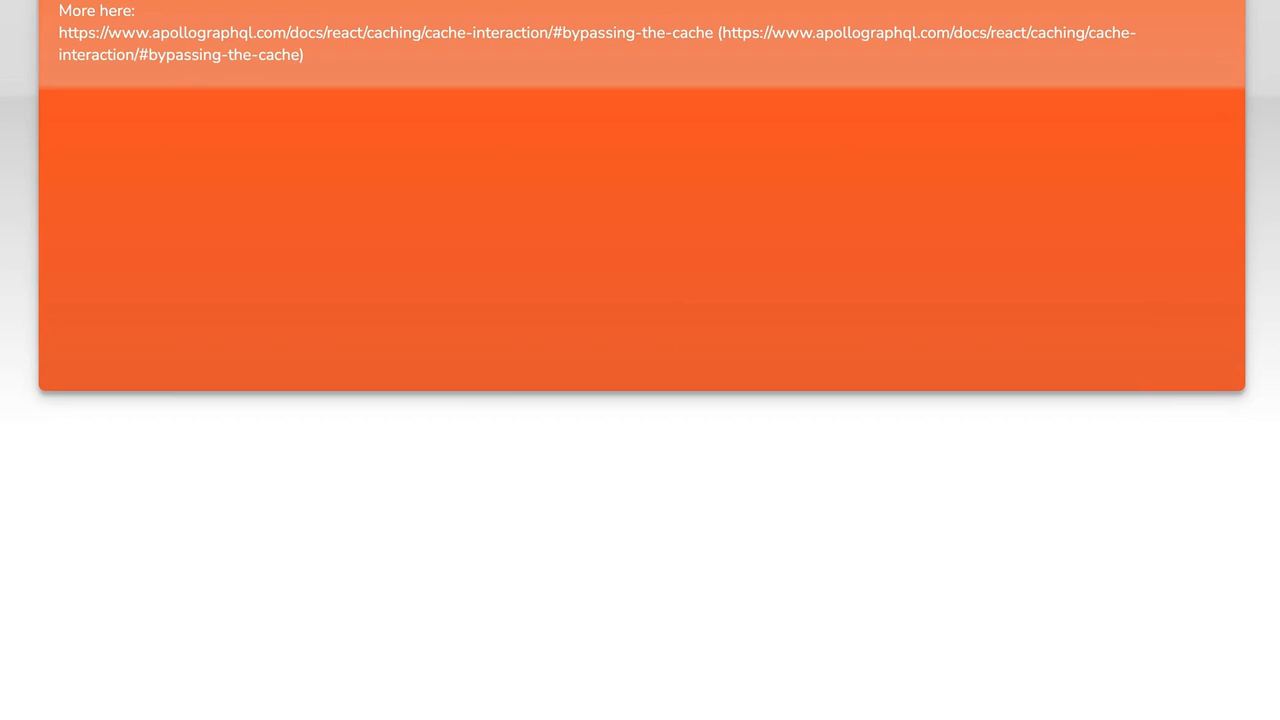 More here:
https://www.apollographql.com/docs/react/caching/cache-interaction/#bypassing-the-cache (https://www.apollographql.com/docs/react/caching/cache-
interaction/#bypassing-the-cache)